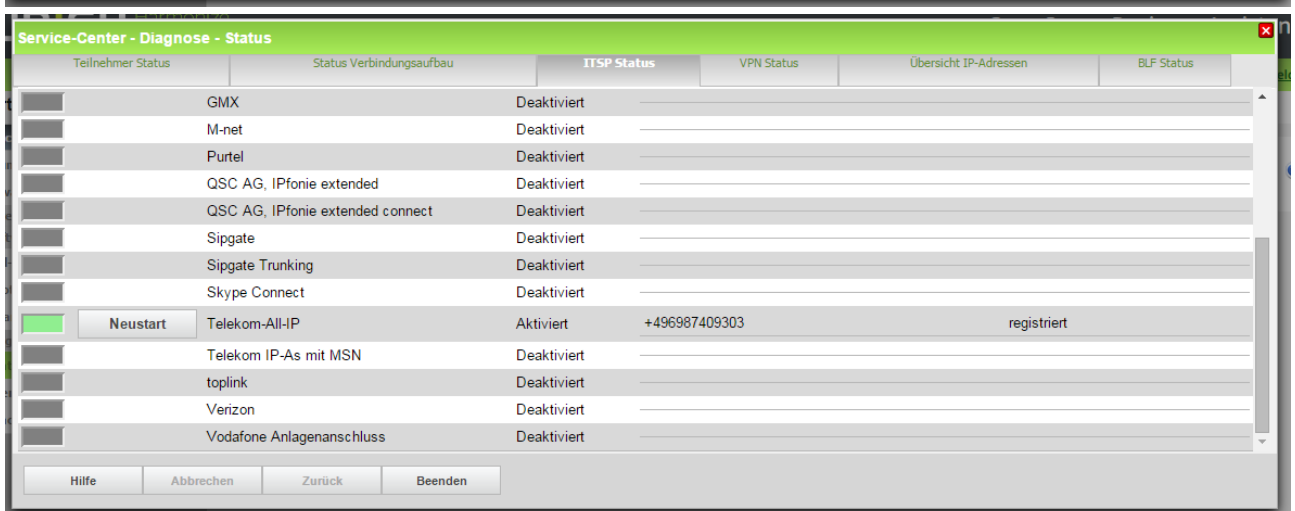 Service-Center - Diagnose - Status
Teilnehmer Status Status Verbindungsaufbau ITSP Status VPN Status Übersicht IP-Adressen BLF Status
GMX Deaktiviert
M-net Deaktiviert
Purtel Deaktiviert
QSC AG, IPfonie extended Deaktiviert
QSC AG, IPfonie extended connect Deaktiviert
Sipgate Deaktiviert
Sipgate Trunking Deaktiviert
Skype Connect Deaktiviert
Neustart Telekom-All-IP Aktiviert +496987409303 registriert
Telekom IP-As mit MSN Deaktiviert
toplink Deaktiviert
Verizon Deaktiviert
Vodafone Anlagenanschluss Deaktiviert
Hilfe Abbrechen Zurück Beenden